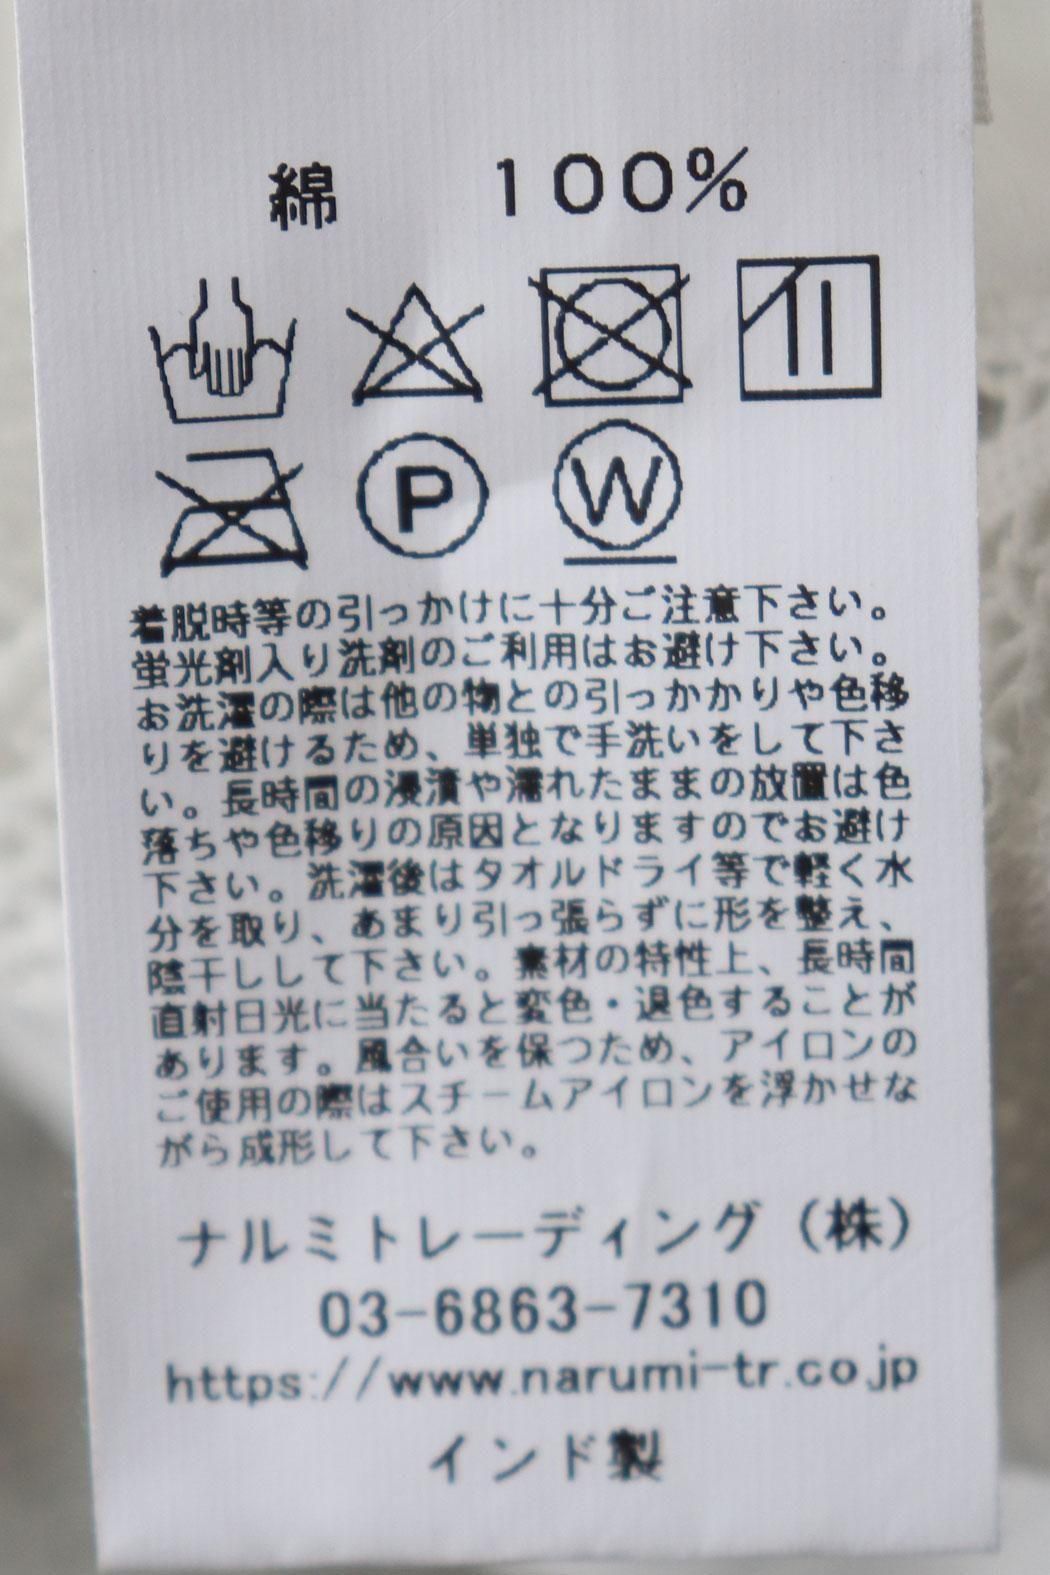 綿 100%
P W
着脱時等の引っかけに十分ご注意下さい。
蛍光剤入り洗剤のご利用はお避け下さい。
お洗濯の際は他の物との引っかかりや色移
りを避けるため、単独で手洗いをして下さ
い。長時間の浸漬や濡れたままの放置は色
落ちや色移りの原因となりますのでお避け
下さい。洗濯後はタオルドライ等で軽く水
分を取り、あまり引っ張らずに形を整え、
陰干しして下さい。素材の特性上、長時間
直射日光に当たると変色・退色することが
あります。風合いを保つため、アイロンの
ご使用の際はスチームアイロンを浮かせな
がら成形して下さい。
ナルミトレーディング(株)
03-6863-7310
https://www.narumi-tr.co.jp
インド製